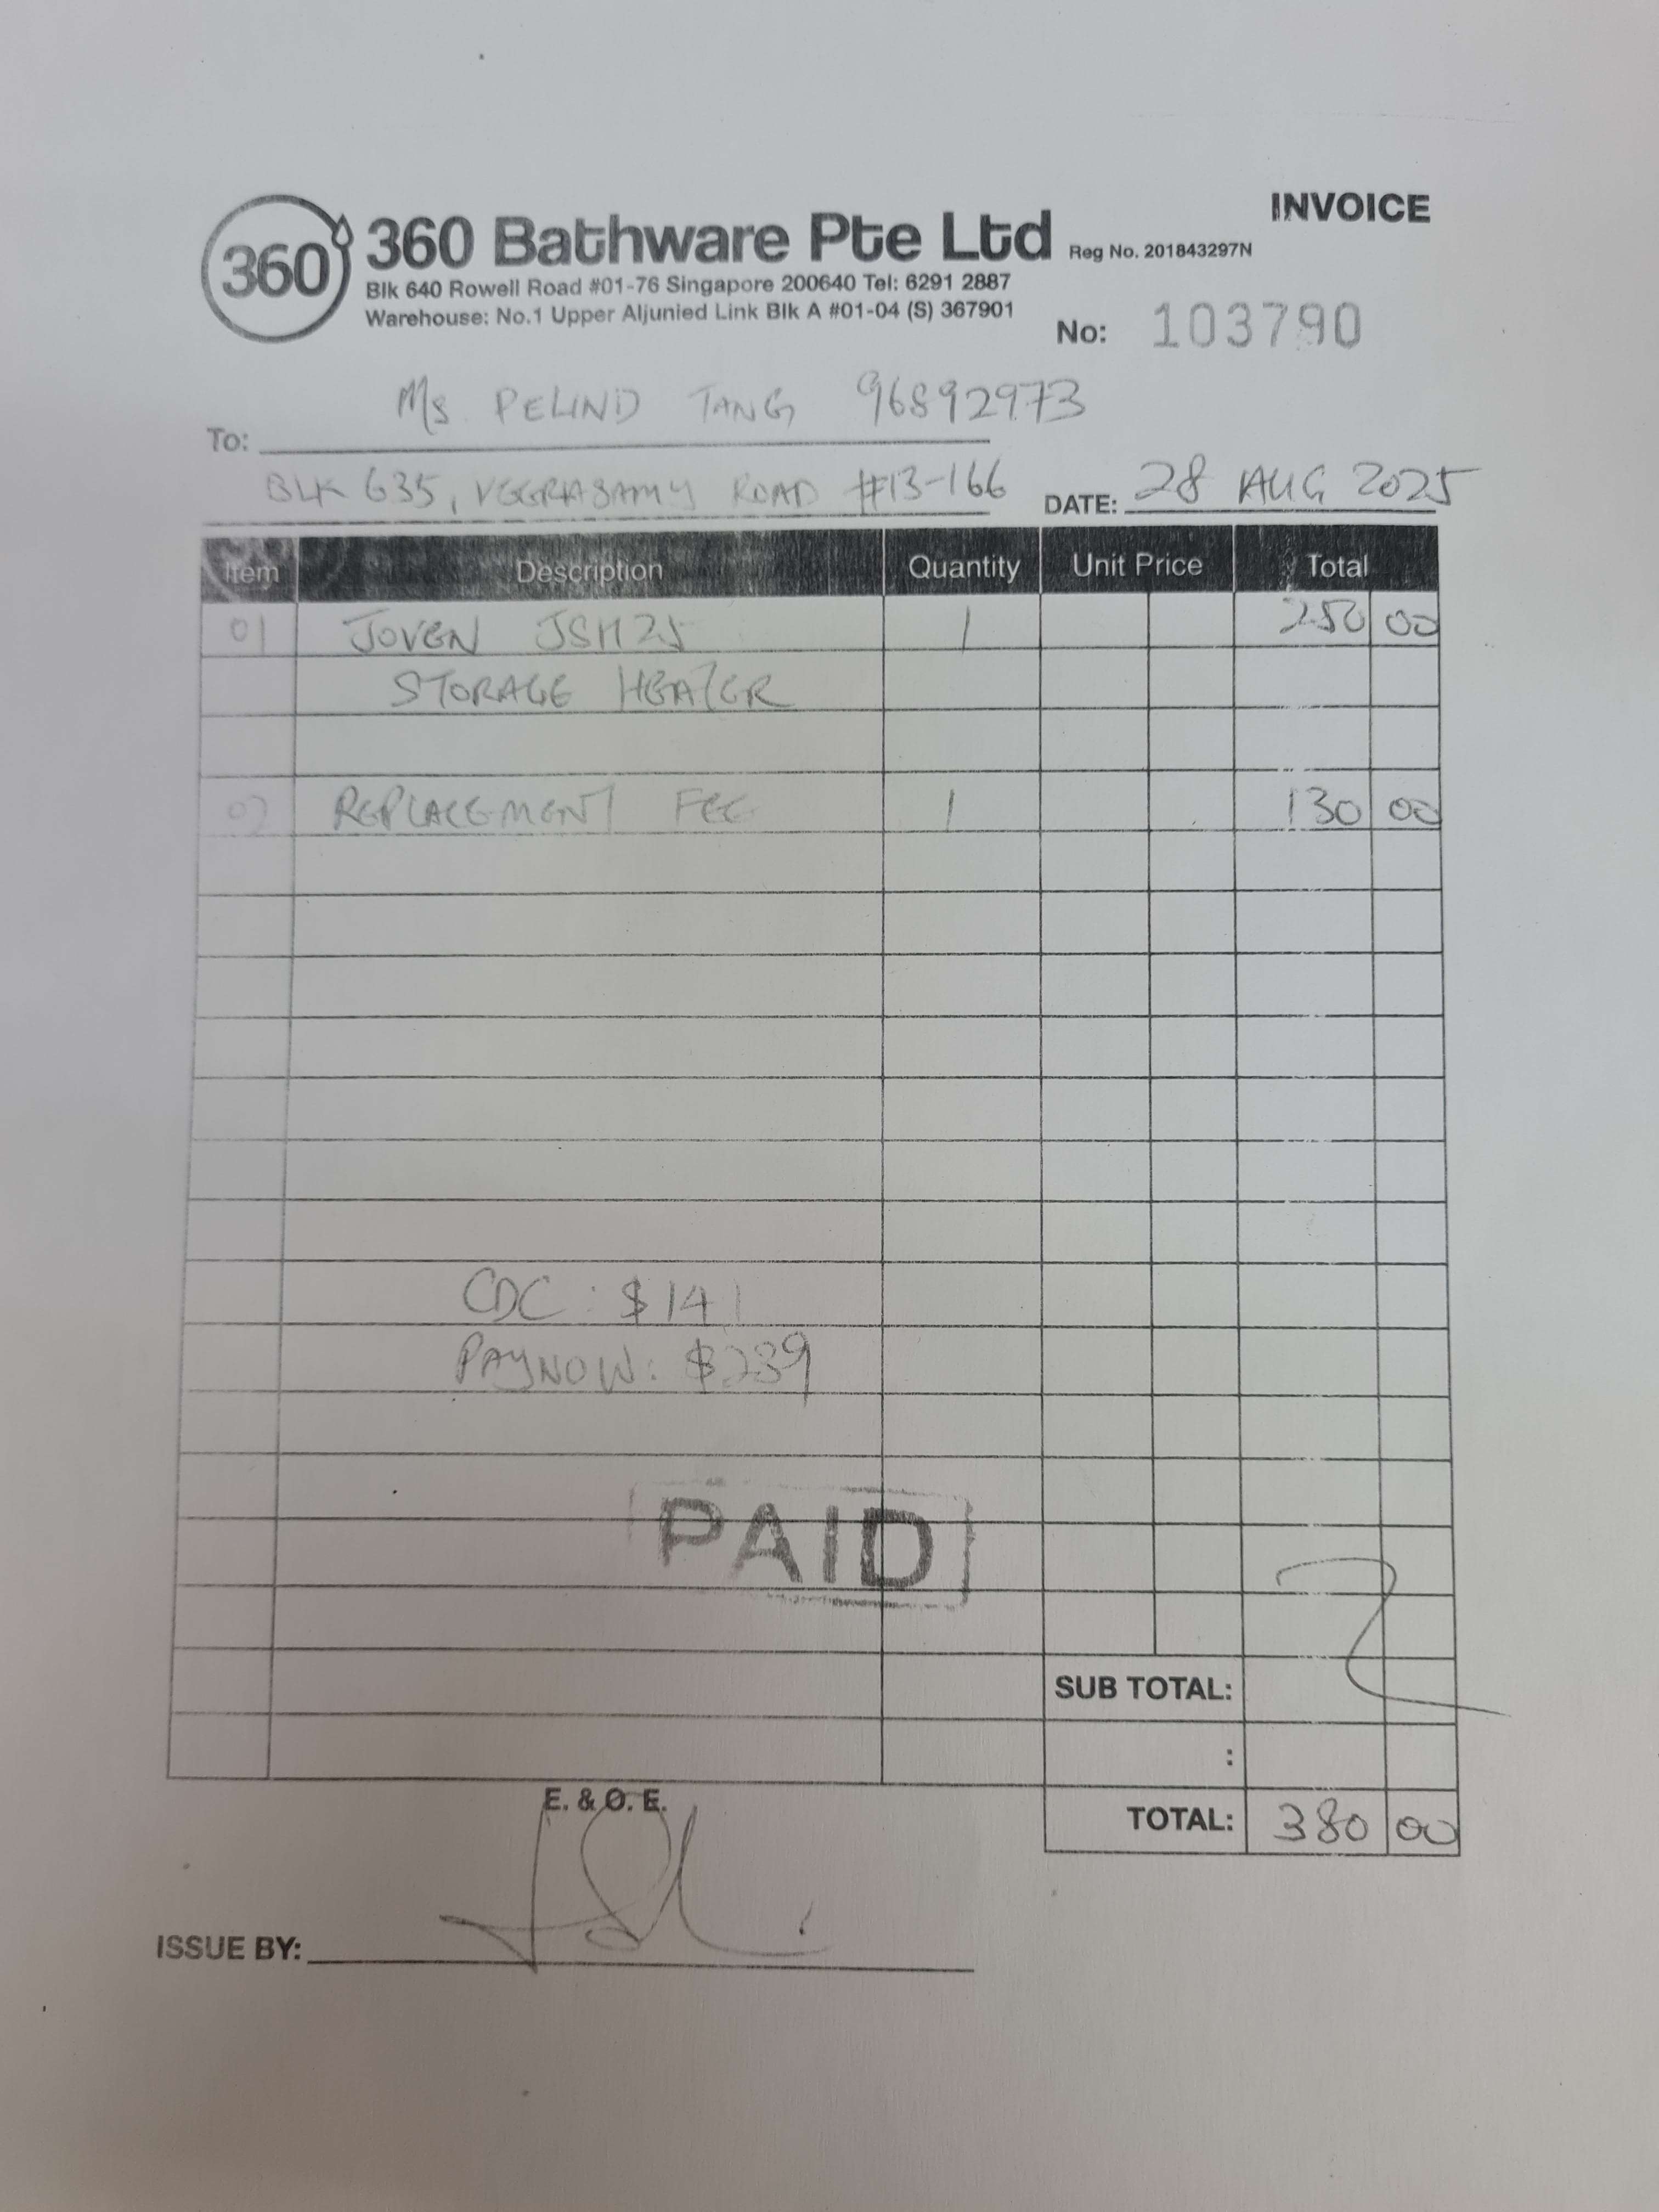 INVOICE
360
360 Bathware Pte Ltd Reg No. 201843297N
Blk 640 Rowell Road #01-76 Singapore 200640 Tel: 6291 2887
Warehouse: No.1 Upper Aljunied Link Blk A #01-04 (S) 367901
No: 103790
To: Ms. PELIND TANG 96892973
BLK 635, VEERASAMY ROAD #13-166
DATE: 28 AUG 2025
Item Description Quantity Unit Price Total
01 JOVEN JSH25 1 250 00
STORAGE HEATER
02 REPLACEMENT FEE 1 130 00
CDC: $141
PAYNOW: $239
PAID
SUB TOTAL:
:
TOTAL: 380 00
E. & O. E.
ISSUE BY: